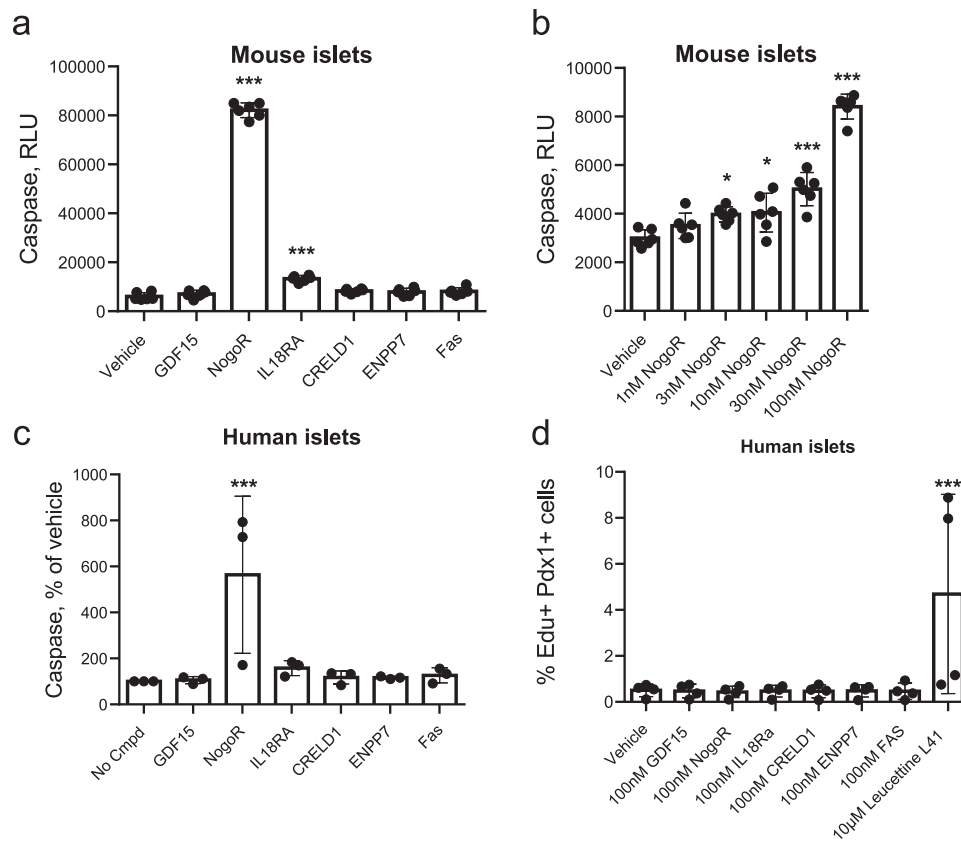 a
Mouse islets
Caspase, RLU
100000
80000
60000
40000
20000
0
***
***
Vehicle
GDF15
NogoR
IL18RA
CRELD1
ENPP7
Fas
b
Mouse islets
Caspase, RLU
10000
8000
6000
4000
2000
0
*
*
***
***
Vehicle
1nM NogoR
3nM NogoR
10nM NogoR
30nM NogoR
100nM NogoR
c
Human islets
Caspase, % of vehicle
1000
800
600
400
200
0
***
No Cmpd
GDF15
NogoR
IL18RA
CRELD1
ENPP7
Fas
d
Human islets
% Edu+ Pdx1+ cells
10
8
6
4
2
0
***
Vehicle
100nM GDF15
100nM NogoR
100nM IL18Ra
100nM CRELD1
100nM ENPP7
100nM FAS
10µM Leucettine L41